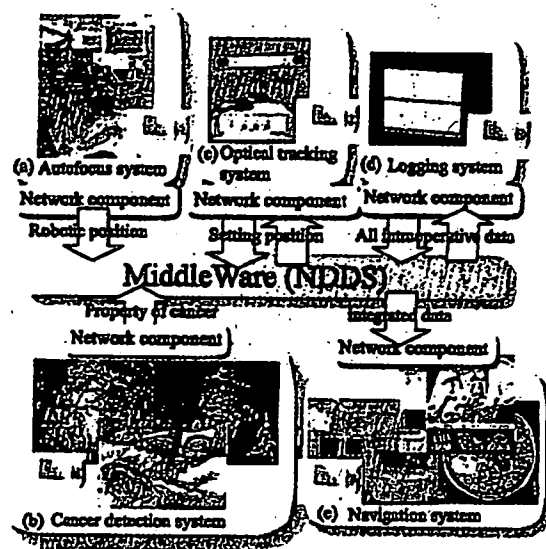 (a) Autofocus system
(c) Optical tracking system
(d) Logging system
Network component
Network component
Network component
Robotic position
Setting position
All intraoperative data
MiddleWare (NDDS)
Property of cancer
Integrated data
Network component
Network component
(b) Cancer detection system
(e) Navigation system